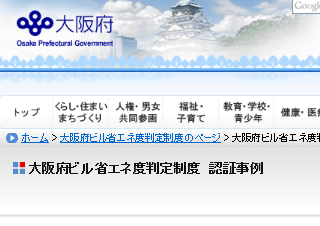 大阪府
Osaka Prefectural Government
Google
トップ
くらし・住まい
まちづくり
人権・男女
共同参画
福祉・
子育て
教育・学校・
青少年
健康・医
ホーム > 大阪府ビル省エネ度判定制度のページ > 大阪府ビル省エネ度
大阪府ビル省エネ度判定制度 認証事例